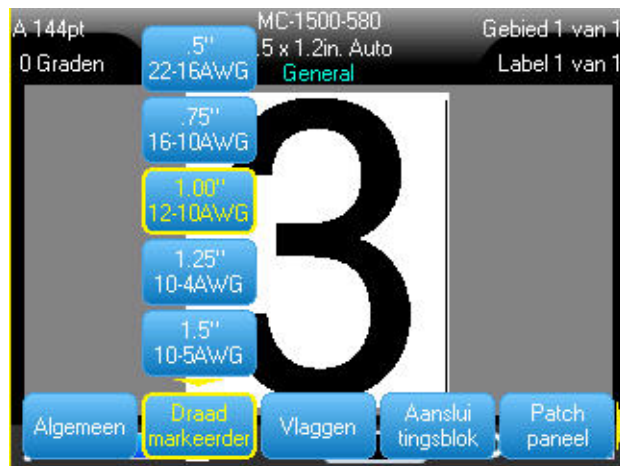 A 144pt
MC-1500-580
Gebied 1 van 1
0 Graden
.5 x 1.2in. Auto
Label 1 van 1
General
.5"
22-16AWG
.75"
16-10AWG
1.00"
12-10AWG
1.25"
10-4AWG
1.5"
10-5AWG
3
Algemeen
Draad
markeerder
Vlaggen
Aanslui
tingsblok
Patch
paneel